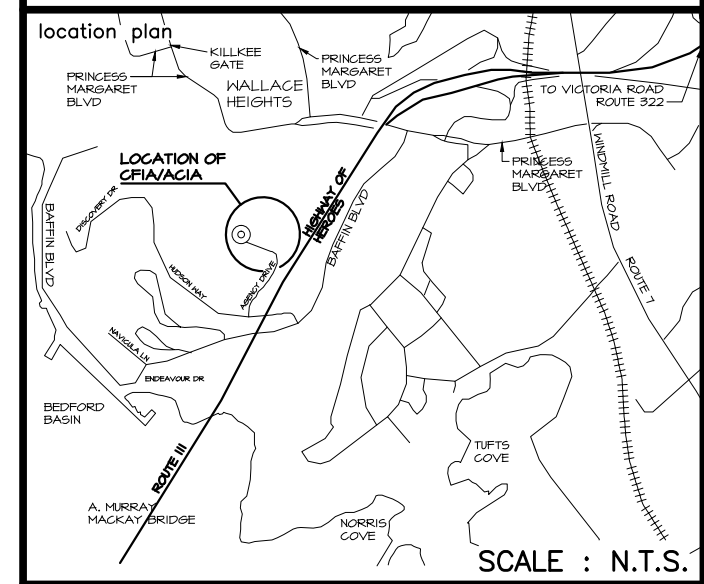 location plan
KILLKEE
GATE
PRINCESS
MARGARET
BLVD
PRINCESS
MARGARET
BLVD
WALLACE
HEIGHTS
TO VICTORIA ROAD
ROUTE 322
LOCATION OF
CFIA/ACIA
PRINCESS
MARGARET
BLVD
WINDMILL ROAD
ROUTE 7
HIGHWAY OF
HEROES
BAFFIN BLVD
BAFFIN BLVD
DISCOVERY DR
HUDSON WAY
AGENCY DRIVE
NAVICULA LN
ENDEAVOUR DR
BEDFORD
BASIN
ROUTE 111
TUFTS
COVE
A. MURRAY
MACKAY BRIDGE
NORRIS
COVE
SCALE : N.T.S.